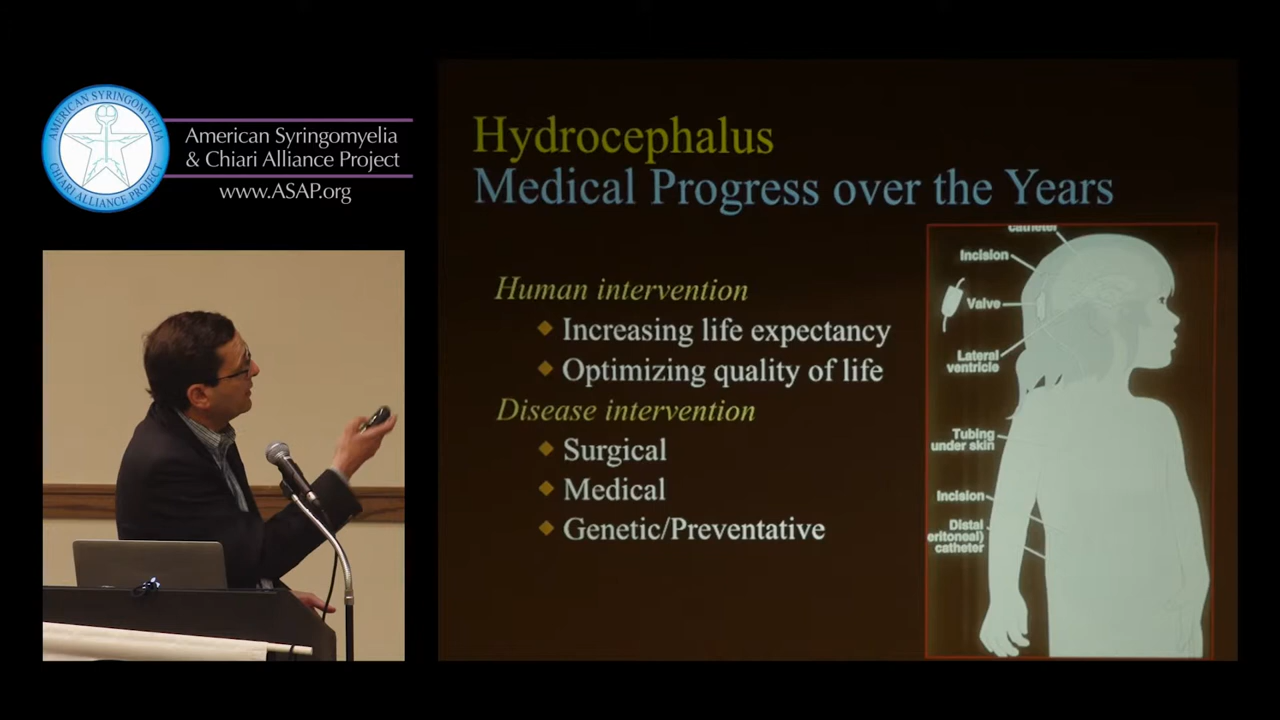 AMERICAN SYRINGOMYELIA
CHIARI ALLIANCE PROJECT
American Syringomyelia
& Chiari Alliance Project
www.ASAP.org
Hydrocephalus
Medical Progress over the Years
Human intervention
Increasing life expectancy
Optimizing quality of life
Disease intervention
Surgical
Medical
Genetic/Preventative
catheter
Incision
Valve
Lateral
ventricle
Tubing
under skin
Incision
Distal
eritoneal)
catheter